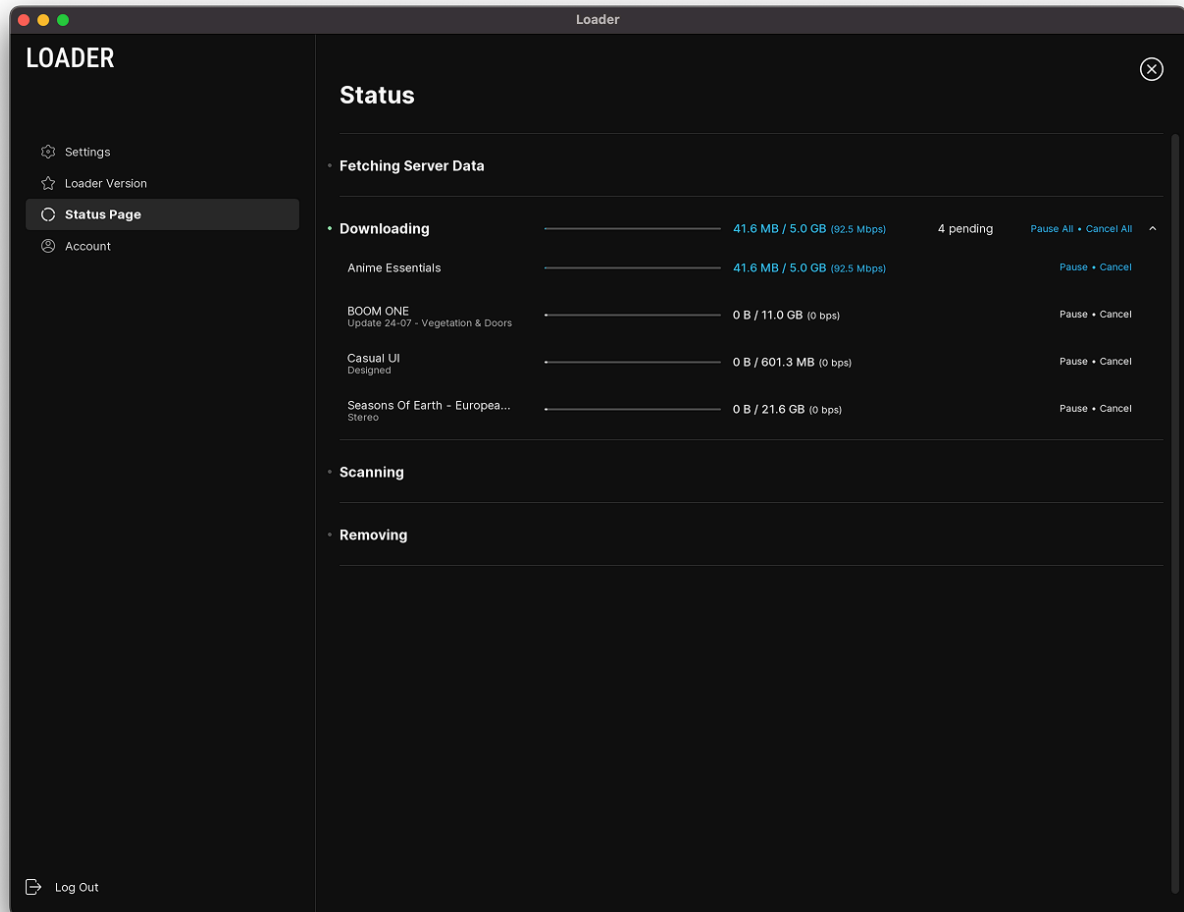 Loader
LOADER
Settings
Loader Version
Status Page
Account
Log Out
Status
Fetching Server Data
Downloading 41.6 MB / 5.0 GB (92.5 Mbps) 4 pending Pause All • Cancel All
Anime Essentials 41.6 MB / 5.0 GB (92.5 Mbps) Pause • Cancel
BOOM ONE
Update 24-07 - Vegetation & Doors 0 B / 11.0 GB (0 bps) Pause • Cancel
Casual UI
Designed 0 B / 601.3 MB (0 bps) Pause • Cancel
Seasons Of Earth - Europea...
Stereo 0 B / 21.6 GB (0 bps) Pause • Cancel
Scanning
Removing